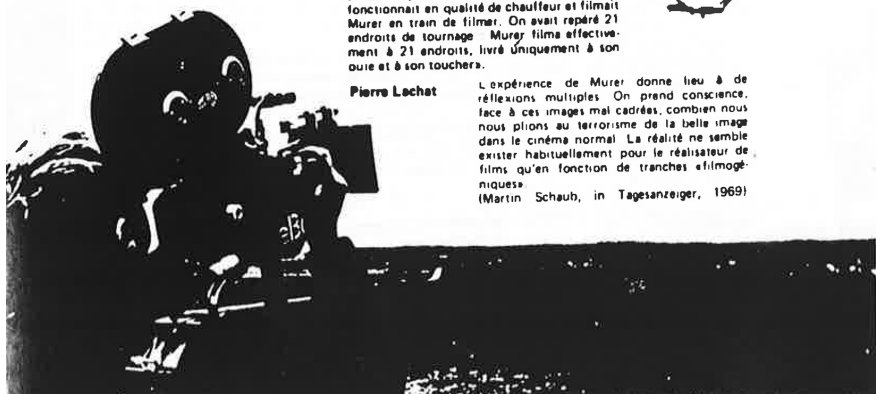 fonctionnait en qualité de chauffeur et filmait
Murer en train de filmer. On avait repéré 21
endroits de tournage Murer filma effective-
ment à 21 endroits, livré uniquement à son
ouïe et à son toucher».
Pierre Lachat
L expérience de Murer donne lieu à de
réflexions multiples On prend conscience,
face à ces images mal cadrées, combien nous
nous plions au terrorisme de la belle image
dans le cinéma normal La réalité ne semble
exister habituellement pour le réalisateur de
films qu'en fonction de tranches «filmogé-
niques».
(Martin Schaub, in Tagesanzeiger, 1969)